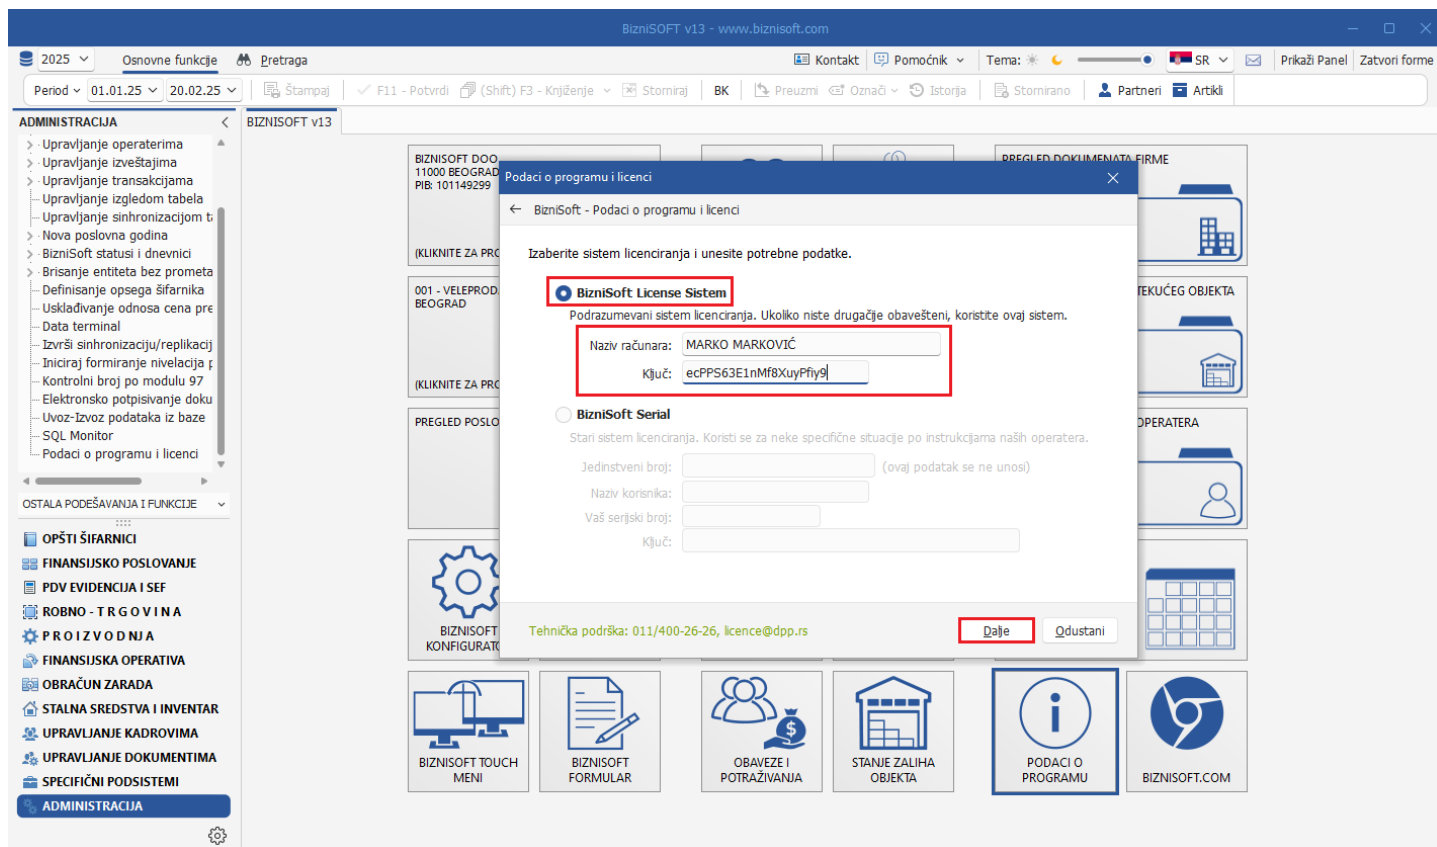 BizniSOFT v13 - www.biznisoft.com
2025 Osnovne funkcije Pretraga Kontakt Pomoćnik Tema: SR Prikaži Panel Zatvori forme
Period 01.01.25 20.02.25 Štampaj F11 - Potvrdi (Shift) F3 - Knjiženje Storniraj BK Preuzmi Označi Istorija Stornirano Partneri Artikli
ADMINISTRACIJA
BIZNISOFT v13
Upravljanje operaterima
Upravljanje izveštajima
Upravljanje transakcijama
Upravljanje izgledom tabela
Upravljanje sinhronizacijom
Nova poslovna godina
BizniSoft statusi i dnevnici
Brisanje entiteta bez prometa
Definisanje opsega šifarnika
Usklađivanje odnosa cena pre
Data terminal
Izvrši sinhronizaciju/replikacij
Iniciraj formiranje nivelacija
Kontrolni broj po modulu 97
Elektronsko potpisivanje doku
Uvoz-Izvoz podataka iz baze
SQL Monitor
Podaci o programu i licenci
OSTALA PODEŠAVANJA I FUNKCIJE
OPŠTI ŠIFARNICI
FINANSIJSKO POSLOVANJE
PDV EVIDENCIJA I SEF
ROBNO - T R G O V I N A
P R O I Z V O D NJ A
FINANSIJSKA OPERATIVA
OBRAČUN ZARADA
STALNA SREDSTVA I INVENTAR
UPRAVLJANJE KADROVIMA
UPRAVLJANJE DOKUMENTIMA
SPECIFIČNI PODSISTEMI
ADMINISTRACIJA
BIZNISOFT DOO
11000 BEOGRAD
PIB: 101149299
(KLIKNITE ZA PRO
PREGLED DOKUMENATA FIRME
001 - VELEPROD
BEOGRAD
(KLIKNITE ZA PRO
TEKUĆEG OBJEKTA
PREGLED POSLO
OPERATERA
BIZNISOFT
KONFIGURATO
Podaci o programu i licenci
BizniSoft - Podaci o programu i licenci
Izaberite sistem licenciranja i unesite potrebne podatke.
BizniSoft License Sistem
Podrazumevani sistem licenciranja. Ukoliko niste drugačije obavešteni, koristite ovaj sistem.
Naziv računara: MARKO MARKOVIĆ
Ključ: ecPPS63E1nMf8XuyPfiy9
BizniSoft Serial
Stari sistem licenciranja. Koristi se za neke specifične situacije po instrukcijama naših operatera.
Jedinstveni broj: (ovaj podatak se ne unosi)
Naziv korisnika:
Vaš serijski broj:
Ključ:
Tehnička podrška: 011/400-26-26, licence@dpp.rs
Dalje Odustani
BIZNISOFT TOUCH
MENI
BIZNISOFT
FORMULAR
OBAVEZE I
POTRAŽIVANJA
STANJE ZALIHA
OBJEKTA
PODACI O
PROGRAMU
BIZNISOFT.COM